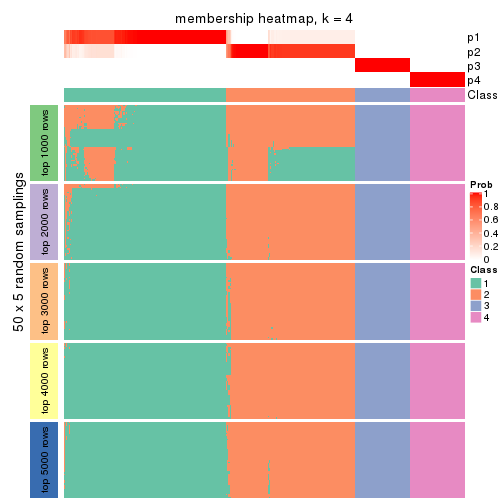 membership heatmap, k = 4
p1
p2
p3
p4
Class
50 x 5 random samplings
top 1000 rows
top 2000 rows
top 3000 rows
top 4000 rows
top 5000 rows
Prob
1
0.8
0.6
0.4
0.2
0
Class
1
2
3
4